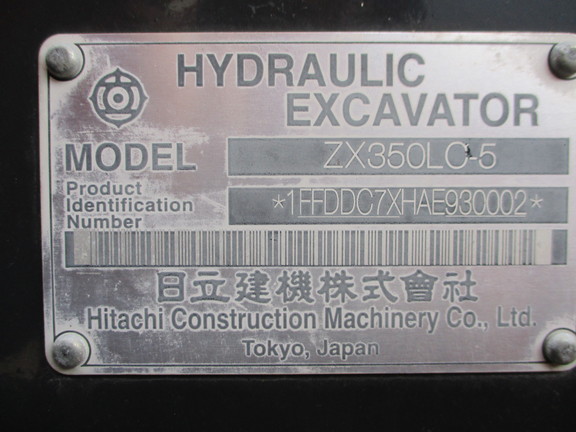 HYDRAULIC
EXCAVATOR
MODEL ZX350LC-5
Product
Identification
Number *1FFDDC7XHAE930002*
日立建機株式會社
Hitachi Construction Machinery Co., Ltd.
Tokyo, Japan